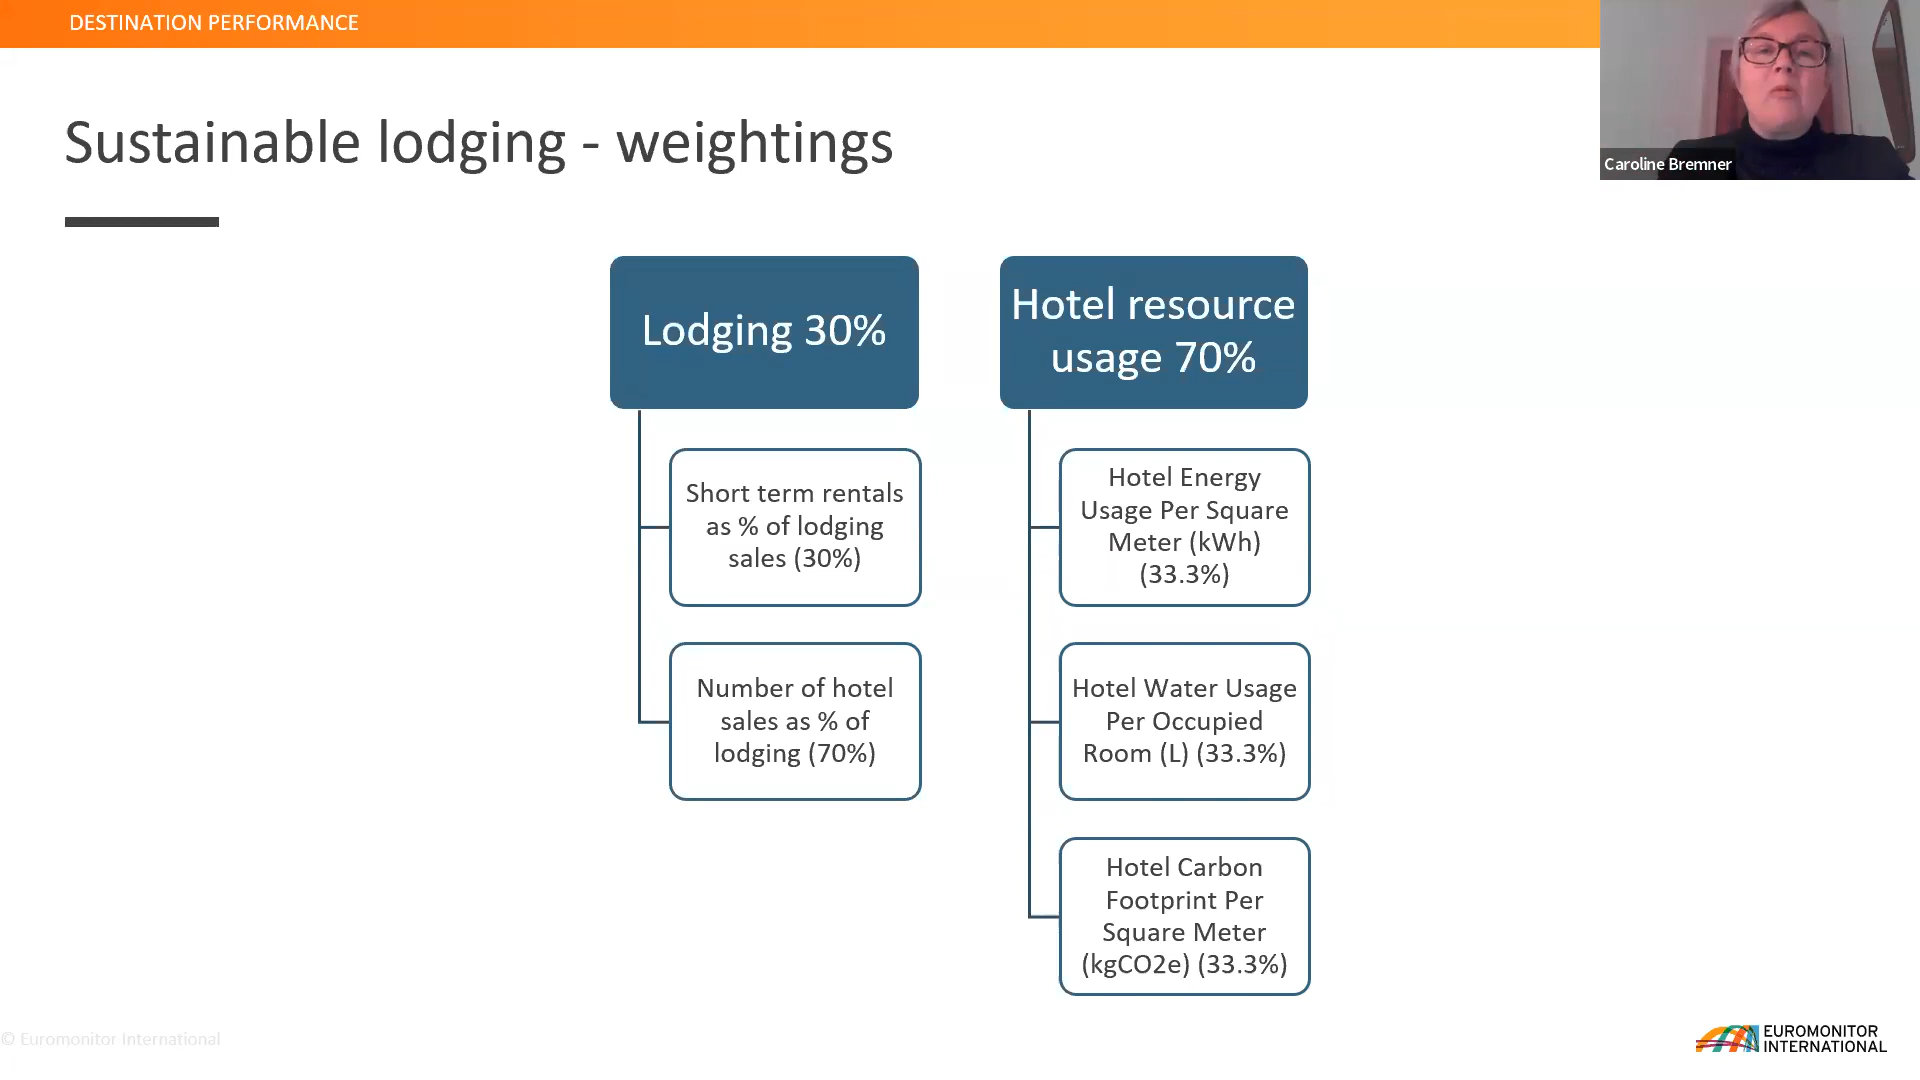 DESTINATION PERFORMANCE
Caroline Bremner
Sustainable lodging - weightings
Lodging 30%
Short term rentals
as % of lodging
sales (30%)
Number of hotel
sales as % of
lodging (70%)
Hotel resource
usage 70%
Hotel Energy
Usage Per Square
Meter (kWh)
(33.3%)
Hotel Water Usage
Per Occupied
Room (L) (33.3%)
Hotel Carbon
Footprint Per
Square Meter
(kgCO2e) (33.3%)
© Euromonitor International
EUROMONITOR
INTERNATIONAL